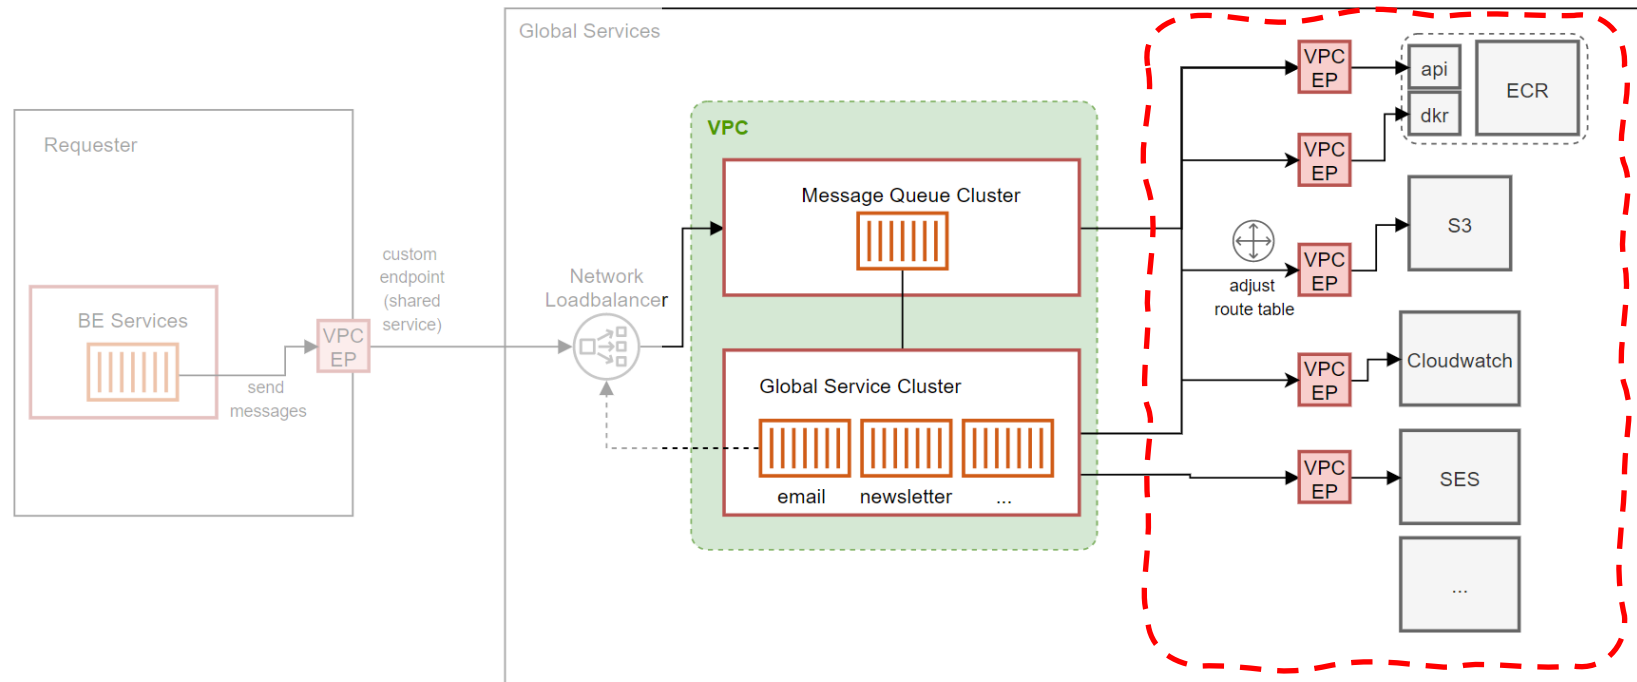 Global Services
Requester
BE Services
send
messages
VPC
EP
custom
endpoint
(shared
service)
Network
Loadbalancer
VPC
Message Queue Cluster
Global Service Cluster
email
newsletter
...
VPC
EP
api
dkr
ECR
VPC
EP
adjust
route table
VPC
EP
S3
VPC
EP
Cloudwatch
VPC
EP
SES
...